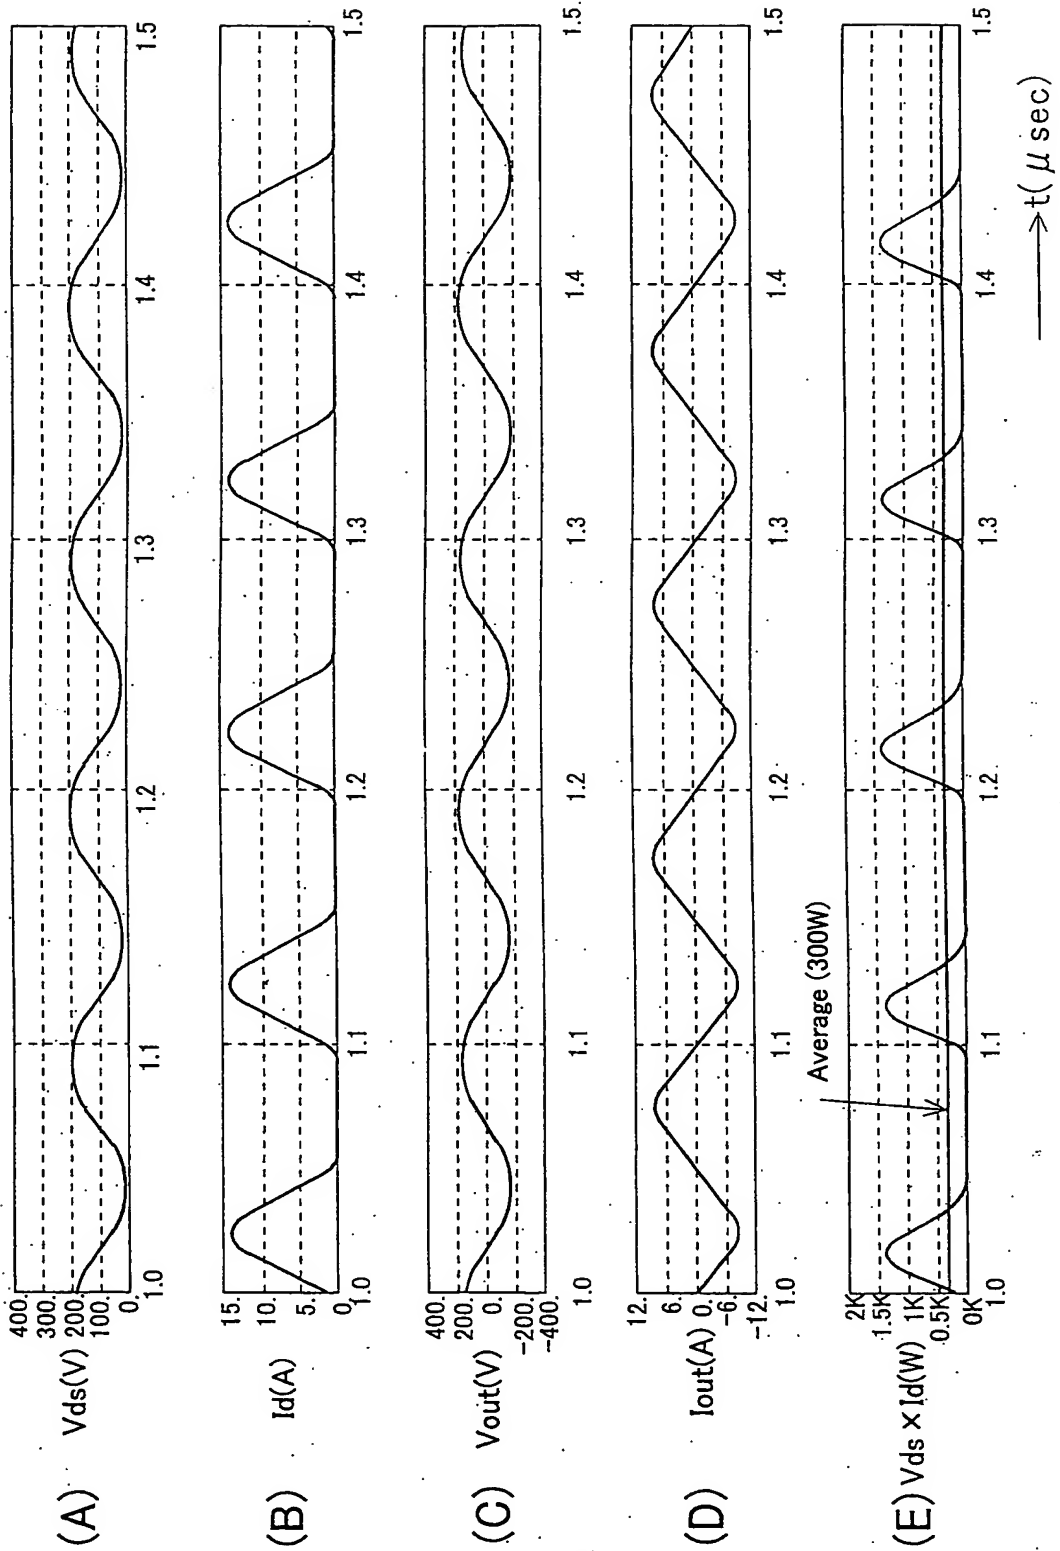 (A)
Vds(V)
400.
300.
200.
100.
0.
1.0
1.1
1.2
1.3
1.4
1.5
(B)
Id(A)
15.
10.
5.
0.
1.0
1.1
1.2
1.3
1.4
1.5
(C)
Vout(V)
400.
200.
0.
-200.
-400.
1.0
1.1
1.2
1.3
1.4
1.5.
(D)
Iout(A)
12.
6.
0.
-6.
-12.
1.0
1.1
1.2
1.3
1.4
1.5
(E)
Vds × Id(W)
2K
1.5K
1K
0.5K
0K
Average (300W)
1.0
1.1
1.2
1.3
1.4
1.5
→t(μsec)